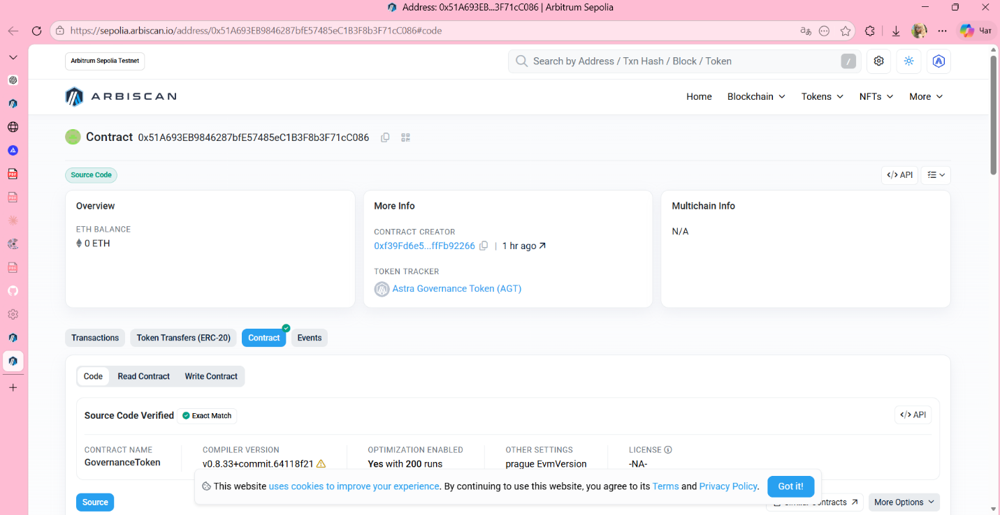 Address: 0x51A693EB...3F71cC086 | Arbitrum Sepolia
https://sepolia.arbiscan.io/address/0x51A693EB9846287bfE57485eC1B3F8b3F71cC086#code
Чат
Arbitrum Sepolia Testnet
Search by Address / Txn Hash / Block / Token
/
ARBISCAN
Home Blockchain Tokens NFTs More
Contract 0x51A693EB9846287bfE57485eC1B3F8b3F71cC086
Source Code
</> API
Overview
ETH BALANCE
0 ETH
More Info
CONTRACT CREATOR
0xf39Fd6e5...ffFb92266 | 1 hr ago
TOKEN TRACKER
Astra Governance Token (AGT)
Multichain Info
N/A
Transactions Token Transfers (ERC-20) Contract Events
Code Read Contract Write Contract
Source Code Verified Exact Match
</> API
CONTRACT NAME
GovernanceToken
COMPILER VERSION
v0.8.33+commit.64118f21
OPTIMIZATION ENABLED
Yes with 200 runs
OTHER SETTINGS
prague EvmVersion
LICENSE
-NA-
This website uses cookies to improve your experience. By continuing to use this website, you agree to its Terms and Privacy Policy. Got it!
Source
Contracts
More Options